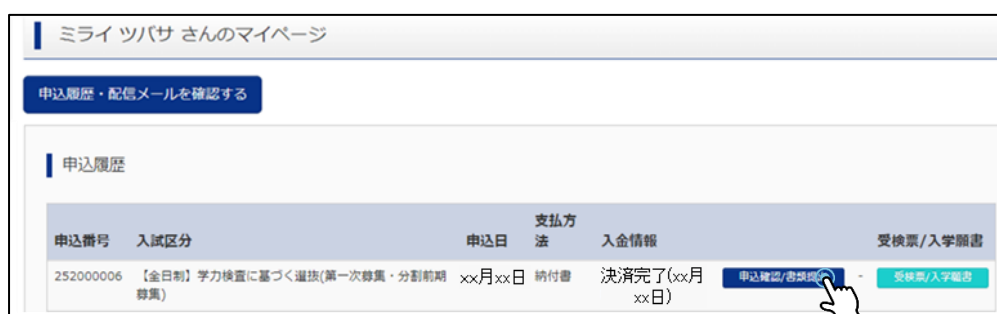 ミライ ツバサ さんのマイページ
申込履歴・配信メールを確認する
申込履歴
申込番号 入試区分 申込日 支払方法 入金情報 受検票/入学願書
252000006 【全日制】学力検査に基づく選抜(第一次募集・分割前期 xx月xx日 納付書 決済完了(xx月 申込確認/書類提 - 受検票/入学願書
募集) xx日)